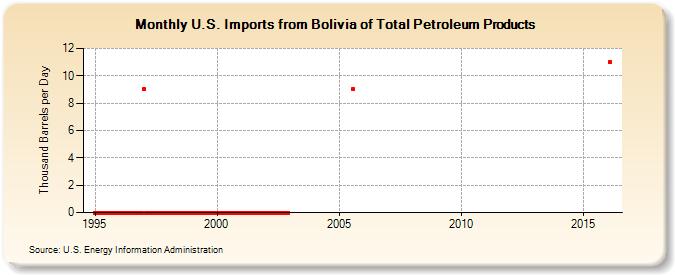 Monthly U.S. Imports from Bolivia of Total Petroleum Products
Thousand Barrels per Day
12
10
8
6
4
2
0
1995 2000 2005 2010 2015
Source: U.S. Energy Information Administration